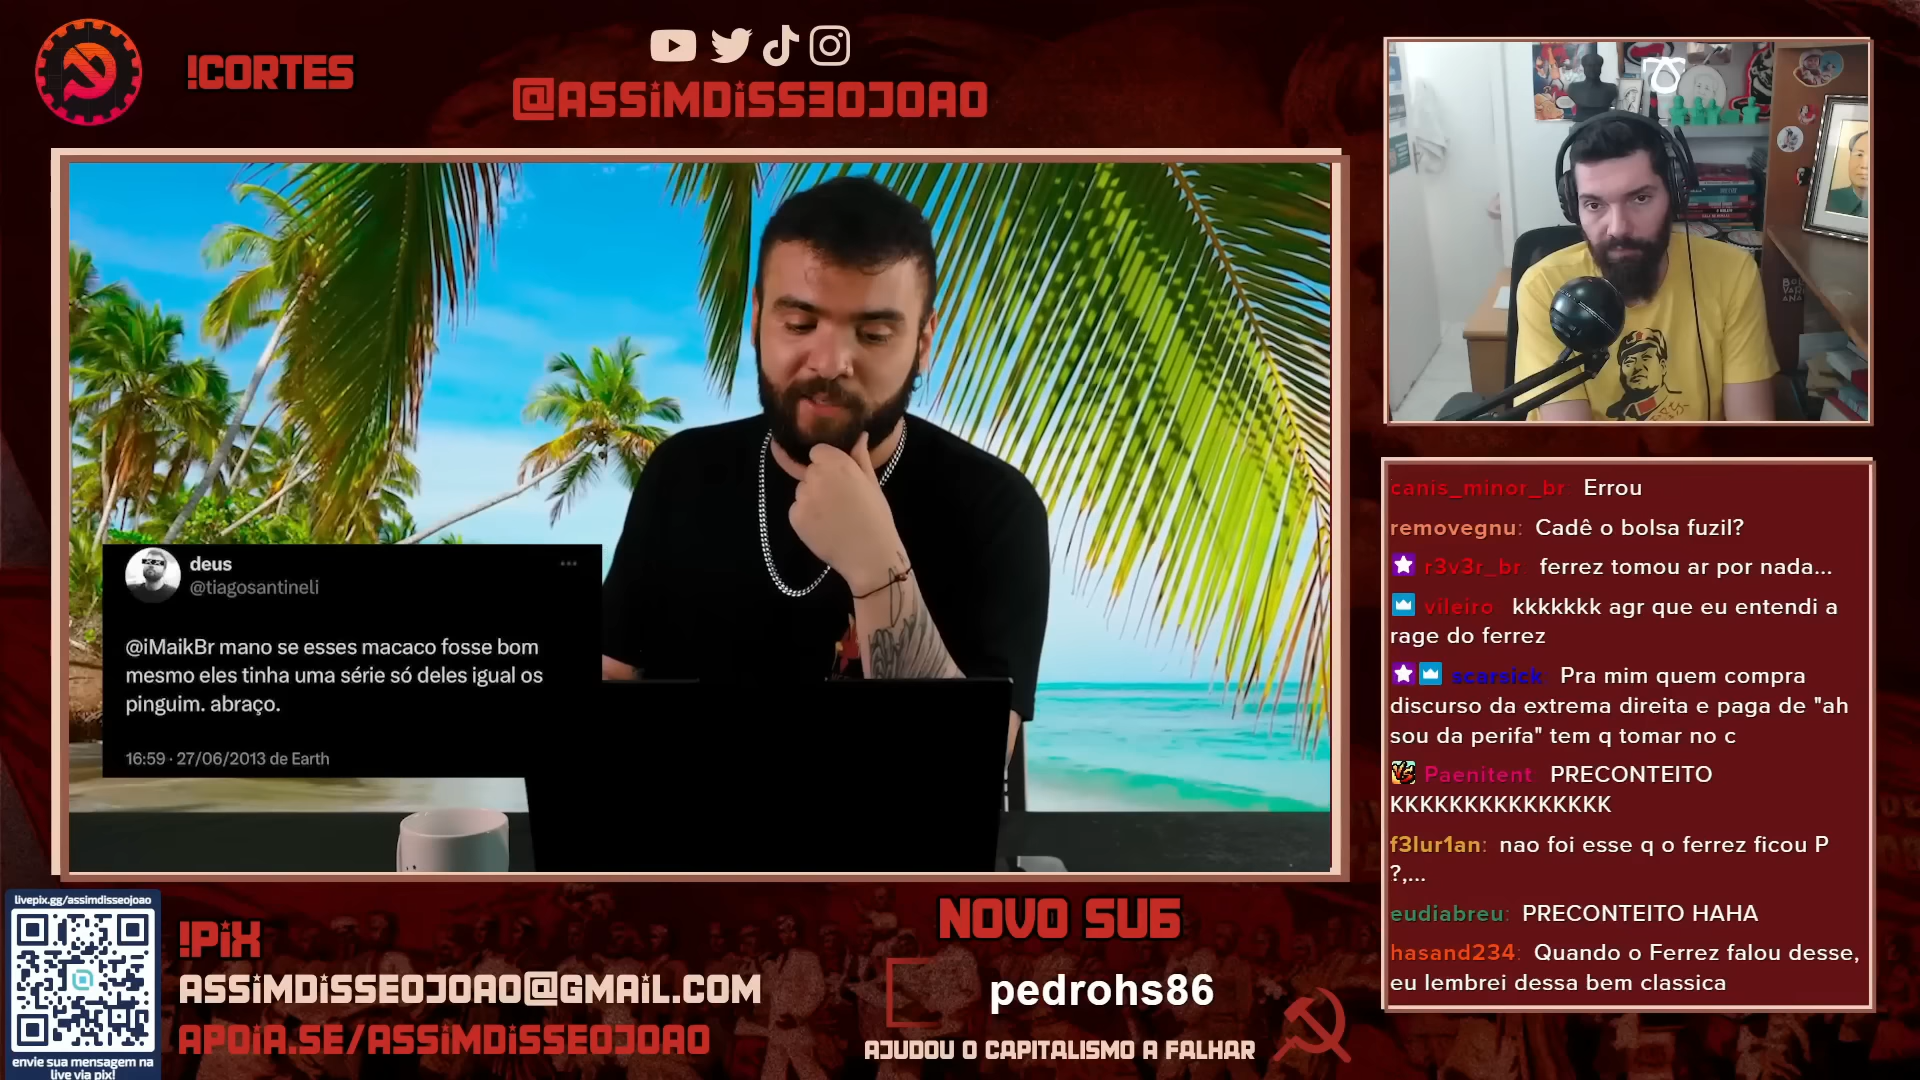 !CORTES
@ASSIMDISSEOJOAO
deus
@tiagosantineli
@iMaikBr mano se esses macaco fosse bom
mesmo eles tinha uma série só deles igual os
pinguim. abraço.
16:59 · 27/06/2013 de Earth
canis_minor_br: Errou
removegnu: Cadê o bolsa fuzil?
r3v3r_br: ferrez tomou ar por nada...
vileiro: kkkkkkk agr que eu entendi a
rage do ferrez
scarsick: Pra mim quem compra
discurso da extrema direita e paga de "ah
sou da perifa" tem q tomar no c
Paenitent: PRECONTEITO
KKKKKKKKKKKKKKK
f3lur1an: nao foi esse q o ferrez ficou P
?,...
eudiabreu: PRECONTEITO HAHA
hasand234: Quando o Ferrez falou desse,
eu lembrei dessa bem classica
livepix.gg/assimdisseojoao
envie sua mensagem na
live via pix!
!PIX
ASSIMDISSEOJOAO@GMAIL.COM
APOIA.SE/ASSIMDISSEOJOAO
NOVO SUB
pedrohs86
AJUDOU O CAPITALISMO A FALHAR